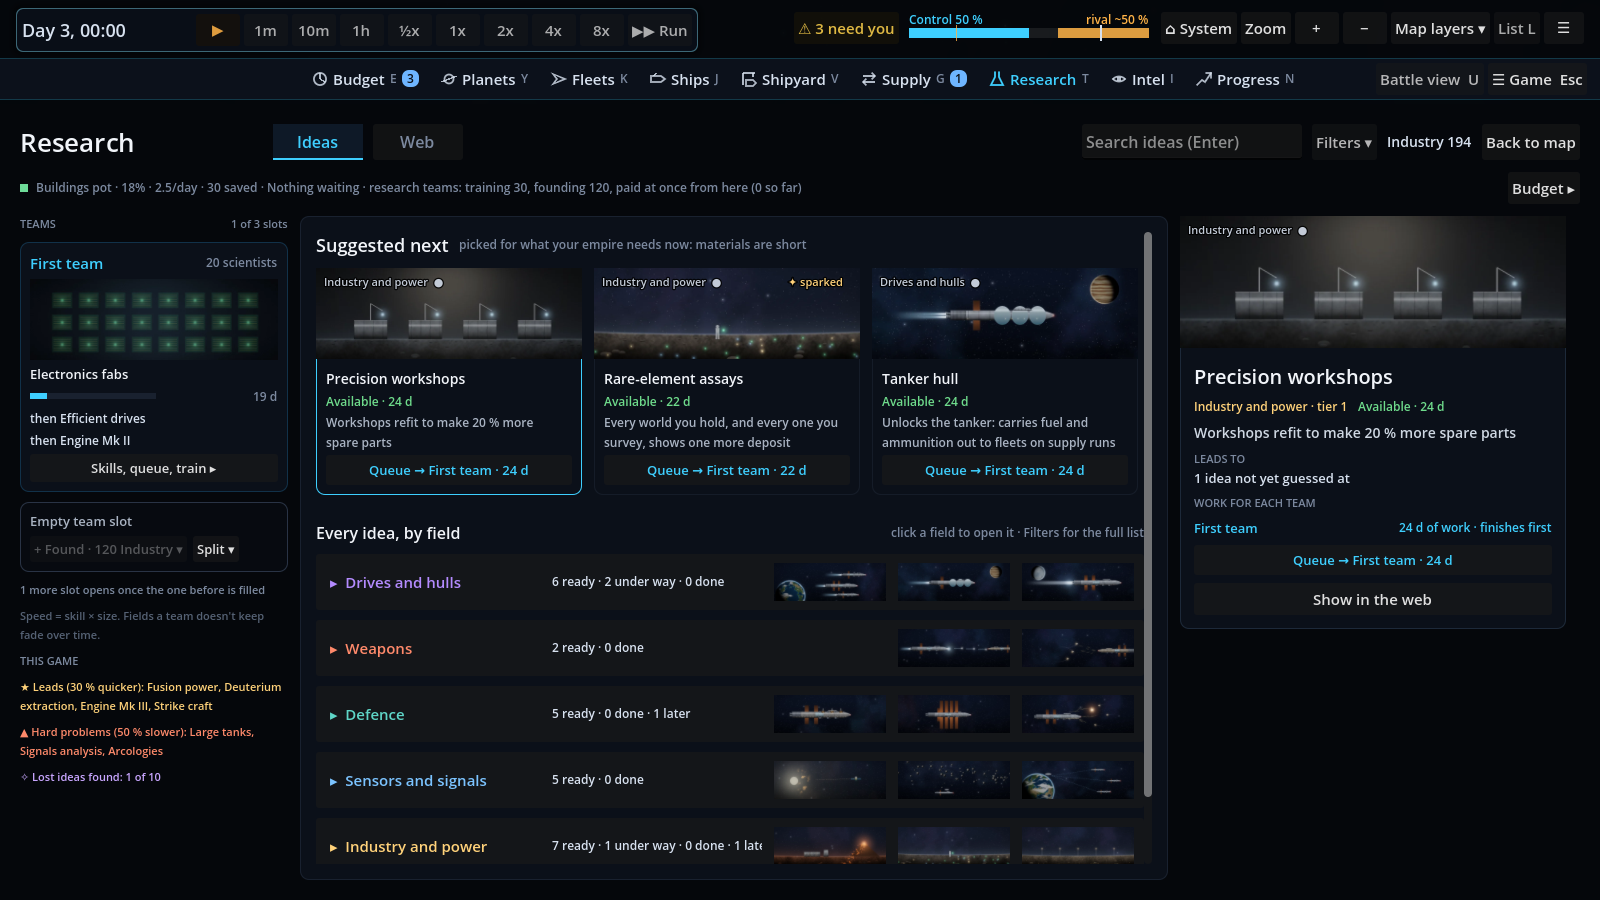 Day 3, 00:00 ▶ 1m 10m 1h ½x 1x 2x 4x 8x ▶▶ Run
⚠ 3 need you
Control 50 % rival ~50 %
⌂ System Zoom + − Map layers ▾ List L ☰
Budget E 3 Planets Y Fleets K Ships J Shipyard V Supply G 1 Research T Intel I Progress N Battle view U ☰ Game Esc
Research Ideas Web Search ideas (Enter) Filters ▾ Industry 194 Back to map
Buildings pot · 18% · 2.5/day · 30 saved · Nothing waiting · research teams: training 30, founding 120, paid at once from here (0 so far) Budget ▸
TEAMS 1 of 3 slots
First team 20 scientists
Electronics fabs
19 d
then Efficient drives
then Engine Mk II
Skills, queue, train ▸
Empty team slot
+ Found · 120 Industry ▾ Split ▾
1 more slot opens once the one before is filled
Speed = skill × size. Fields a team doesn't keep
fade over time.
THIS GAME
★ Leads (30 % quicker): Fusion power, Deuterium
extraction, Engine Mk III, Strike craft
▲ Hard problems (50 % slower): Large tanks,
Signals analysis, Arcologies
✧ Lost ideas found: 1 of 10
Suggested next picked for what your empire needs now: materials are short
Industry and power
Precision workshops
Available · 24 d
Workshops refit to make 20 % more
spare parts
Queue → First team · 24 d
Industry and power ✦ sparked
Rare-element assays
Available · 22 d
Every world you hold, and every one you
survey, shows one more deposit
Queue → First team · 22 d
Drives and hulls
Tanker hull
Available · 24 d
Unlocks the tanker: carries fuel and
ammunition out to fleets on supply runs
Queue → First team · 24 d
Every idea, by field click a field to open it · Filters for the full list
▸ Drives and hulls 6 ready · 2 under way · 0 done
▸ Weapons 2 ready · 0 done
▸ Defence 5 ready · 0 done · 1 later
▸ Sensors and signals 5 ready · 0 done
▸ Industry and power 7 ready · 1 under way · 0 done · 1 late
Industry and power
Precision workshops
Industry and power · tier 1 Available · 24 d
Workshops refit to make 20 % more spare parts
LEADS TO
1 idea not yet guessed at
WORK FOR EACH TEAM
First team 24 d of work · finishes first
Queue → First team · 24 d
Show in the web